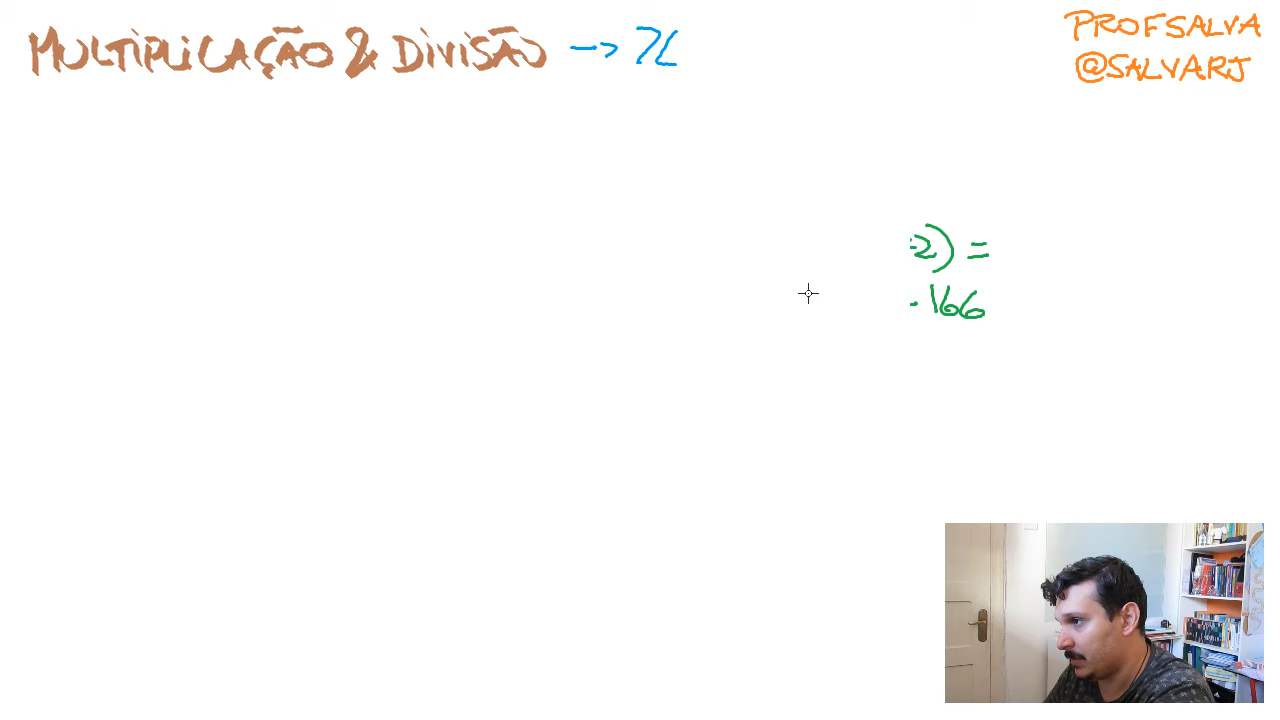 MULTIPLICAÇÃO & DIVISÃO → ℤ
PROFSALVA
@SALVARJ
-2) =
-166